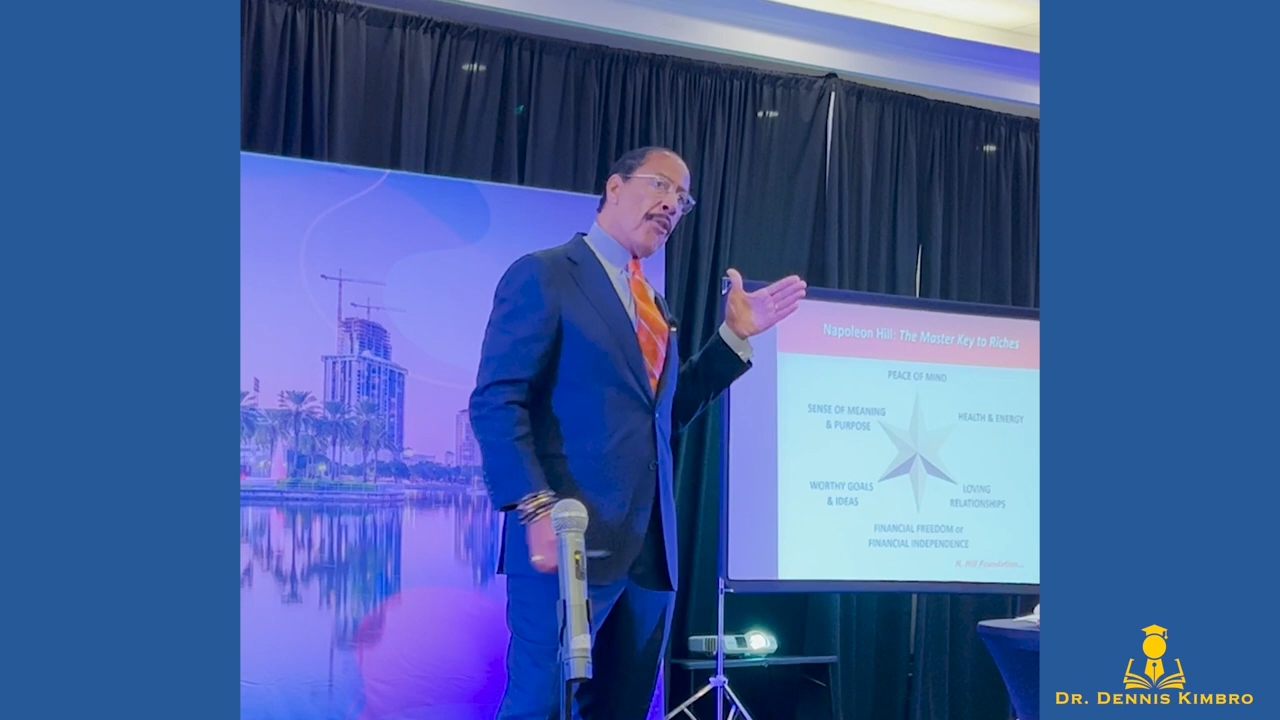 Napoleon Hill: The Master Key to Riches
PEACE OF MIND
SENSE OF MEANING
& PURPOSE
HEALTH & ENERGY
WORTHY GOALS
& IDEAS
LOVING
RELATIONSHIPS
FINANCIAL FREEDOM or
FINANCIAL INDEPENDENCE
N. Hill Foundation...
DR. DENNIS KIMBRO